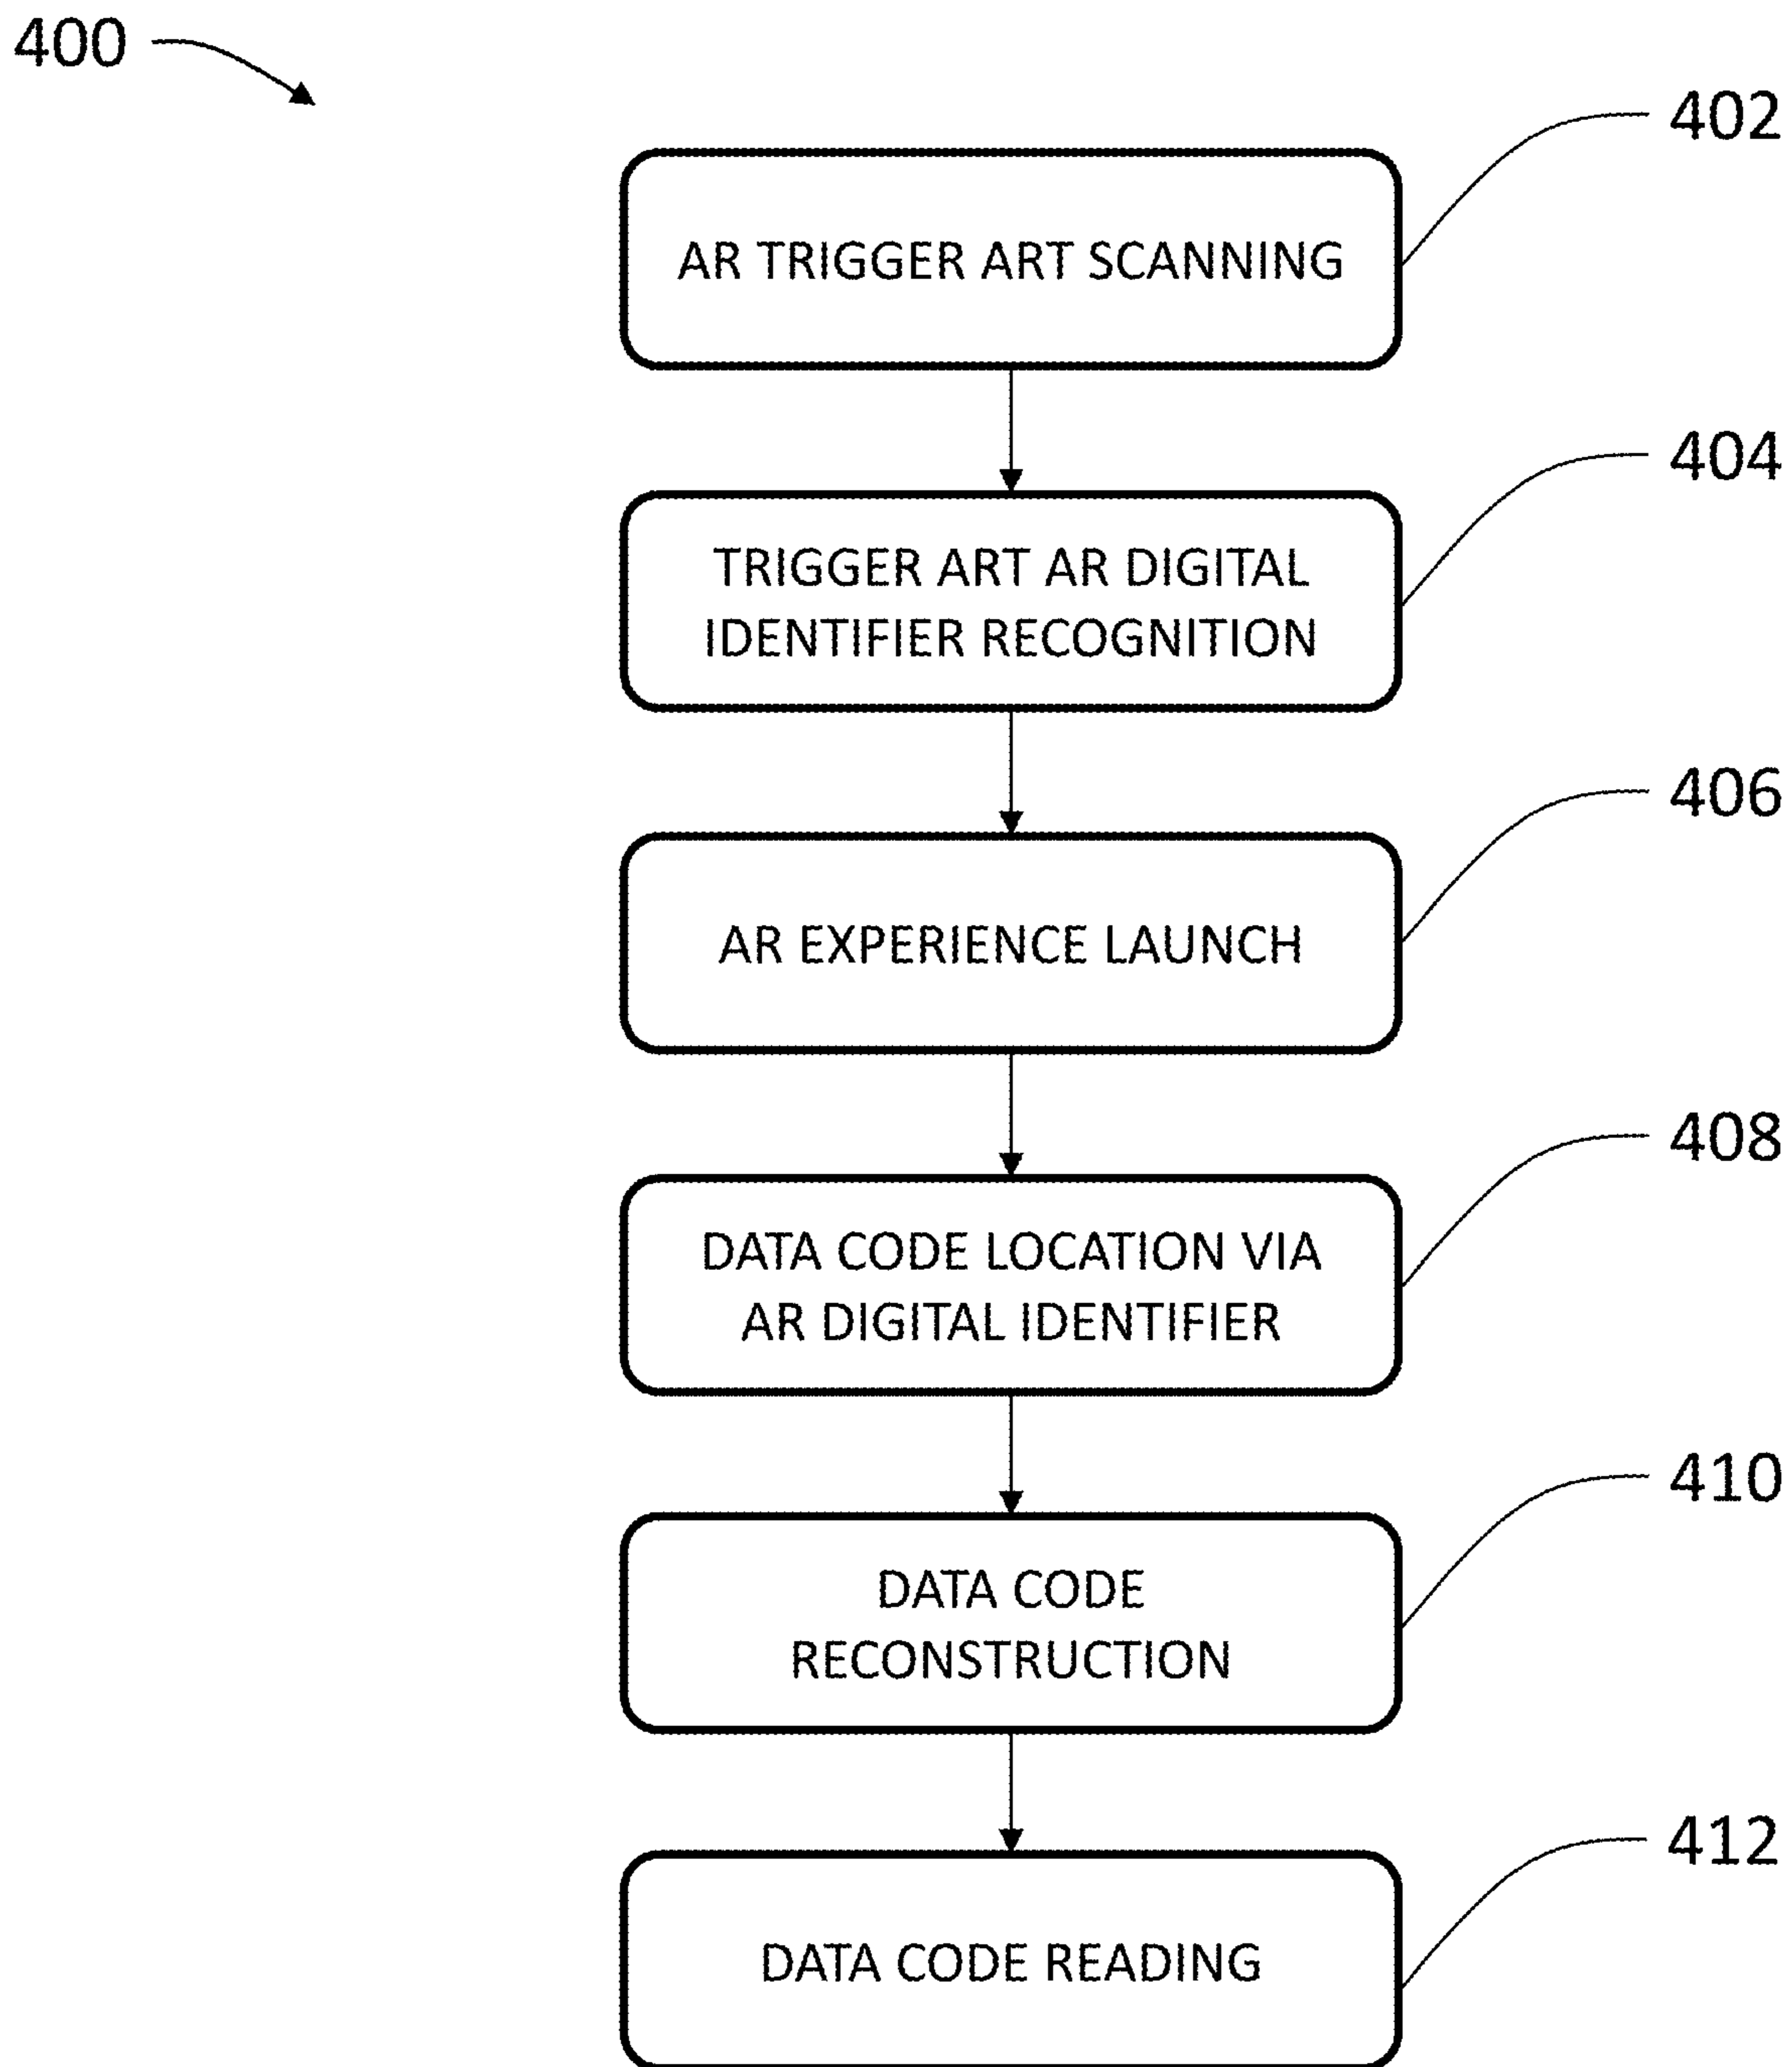 400
402
AR TRIGGER ART SCANNING
404
TRIGGER ART AR DIGITAL
IDENTIFIER RECOGNITION
406
AR EXPERIENCE LAUNCH
408
DATA CODE LOCATION VIA
AR DIGITAL IDENTIFIER
410
DATA CODE
RECONSTRUCTION
412
DATA CODE READING